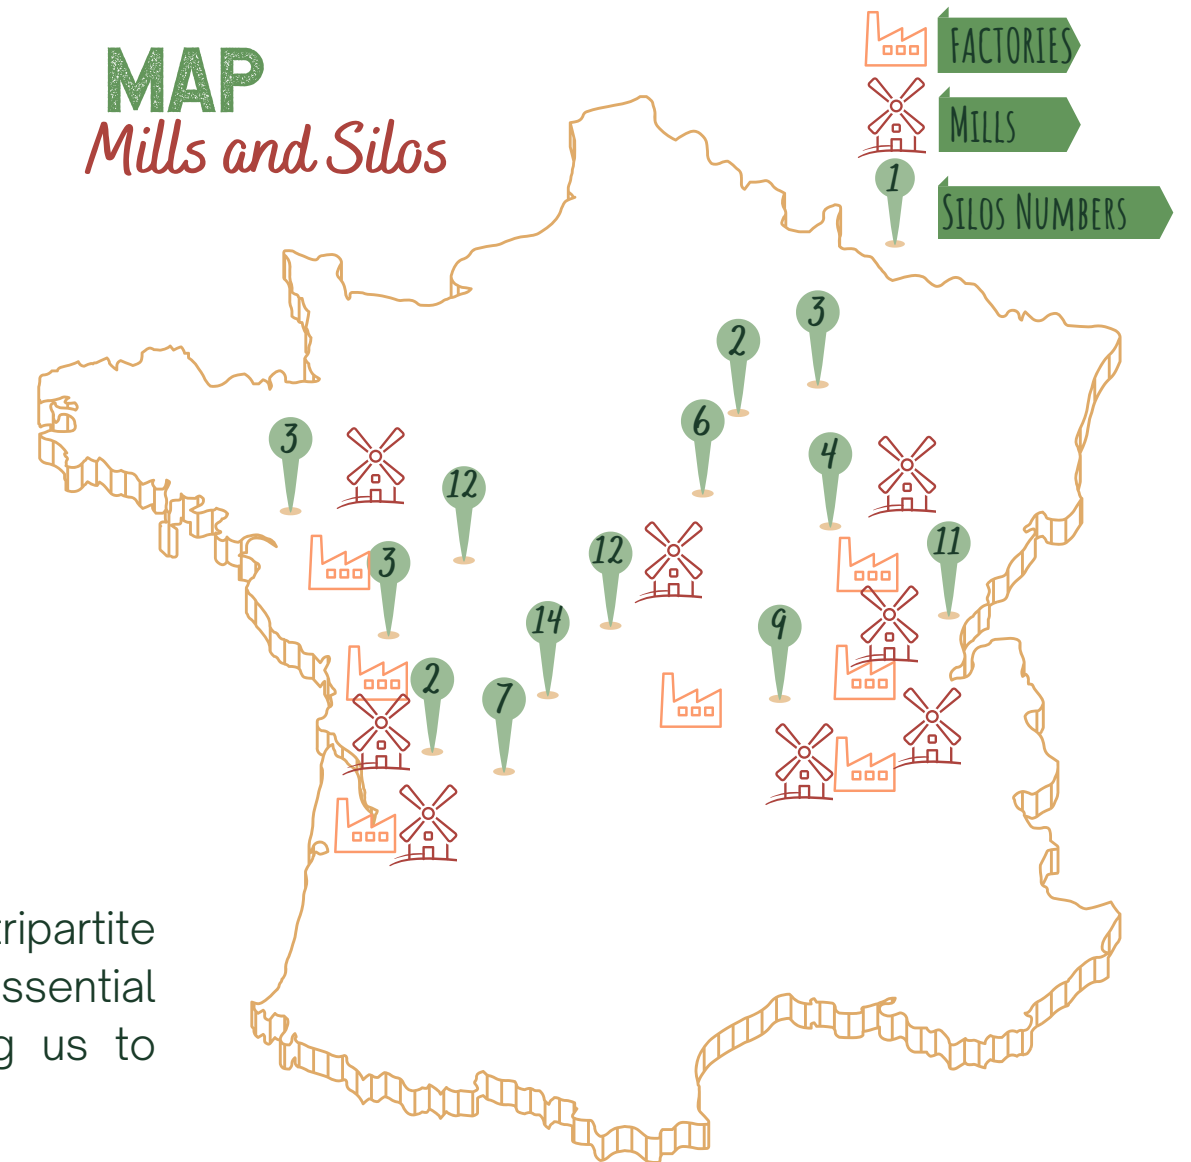 MAP
Mills and Silos
FACTORIES
MILLS
1
SILOS NUMBERS
3
2
6
3
4
12
11
12
3
14
9
2
7
tripartite
ssential
g us to